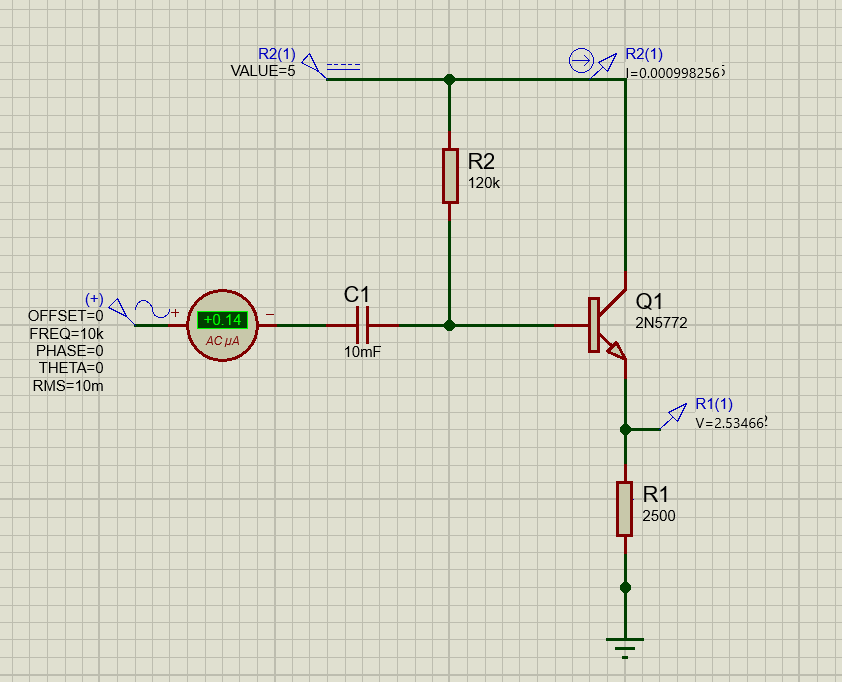 R2(1)
VALUE=5
R2(1)
I=0.000998256
R2
120k
(+)
OFFSET=0
FREQ=10k
PHASE=0
THETA=0
RMS=10m
+
+0.14
AC µA
−
C1
10mF
Q1
2N5772
R1(1)
V=2.53466
R1
2500